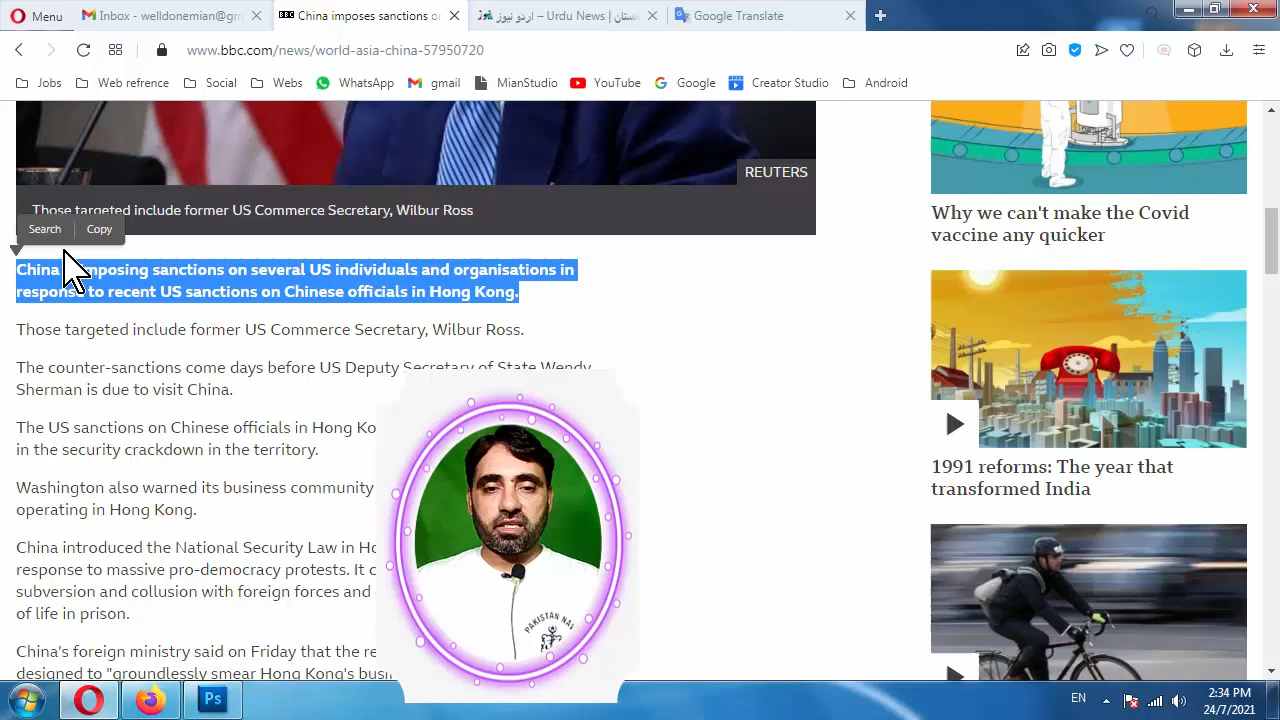 Menu
Inbox - welldonemian@gm
China imposes sanctions or
Urdu News | اردو نیوز –
Google Translate
www.bbc.com/news/world-asia-china-57950720
Jobs
Web refrence
Social
Webs
WhatsApp
gmail
MianStudio
YouTube
Google
Creator Studio
Android
REUTERS
Those targeted include former US Commerce Secretary, Wilbur Ross
Search
Copy
China imposing sanctions on several US individuals and organisations in
response to recent US sanctions on Chinese officials in Hong Kong.
Those targeted include former US Commerce Secretary, Wilbur Ross.
The counter-sanctions come days before US Deputy Secretary of State Wendy
Sherman is due to visit China.
The US sanctions on Chinese officials in Hong Ko
in the security crackdown in the territory.
Washington also warned its business community
operating in Hong Kong.
China introduced the National Security Law in Ho
response to massive pro-democracy protests. It c
subversion and collusion with foreign forces and
of life in prison.
China's foreign ministry said on Friday that the re
designed to "groundlessly smear Hong Kong's busi
Why we can't make the Covid
vaccine any quicker
1991 reforms: The year that
transformed India
PAKISTAN NA
EN
2:34 PM
24/7/2021
Ps